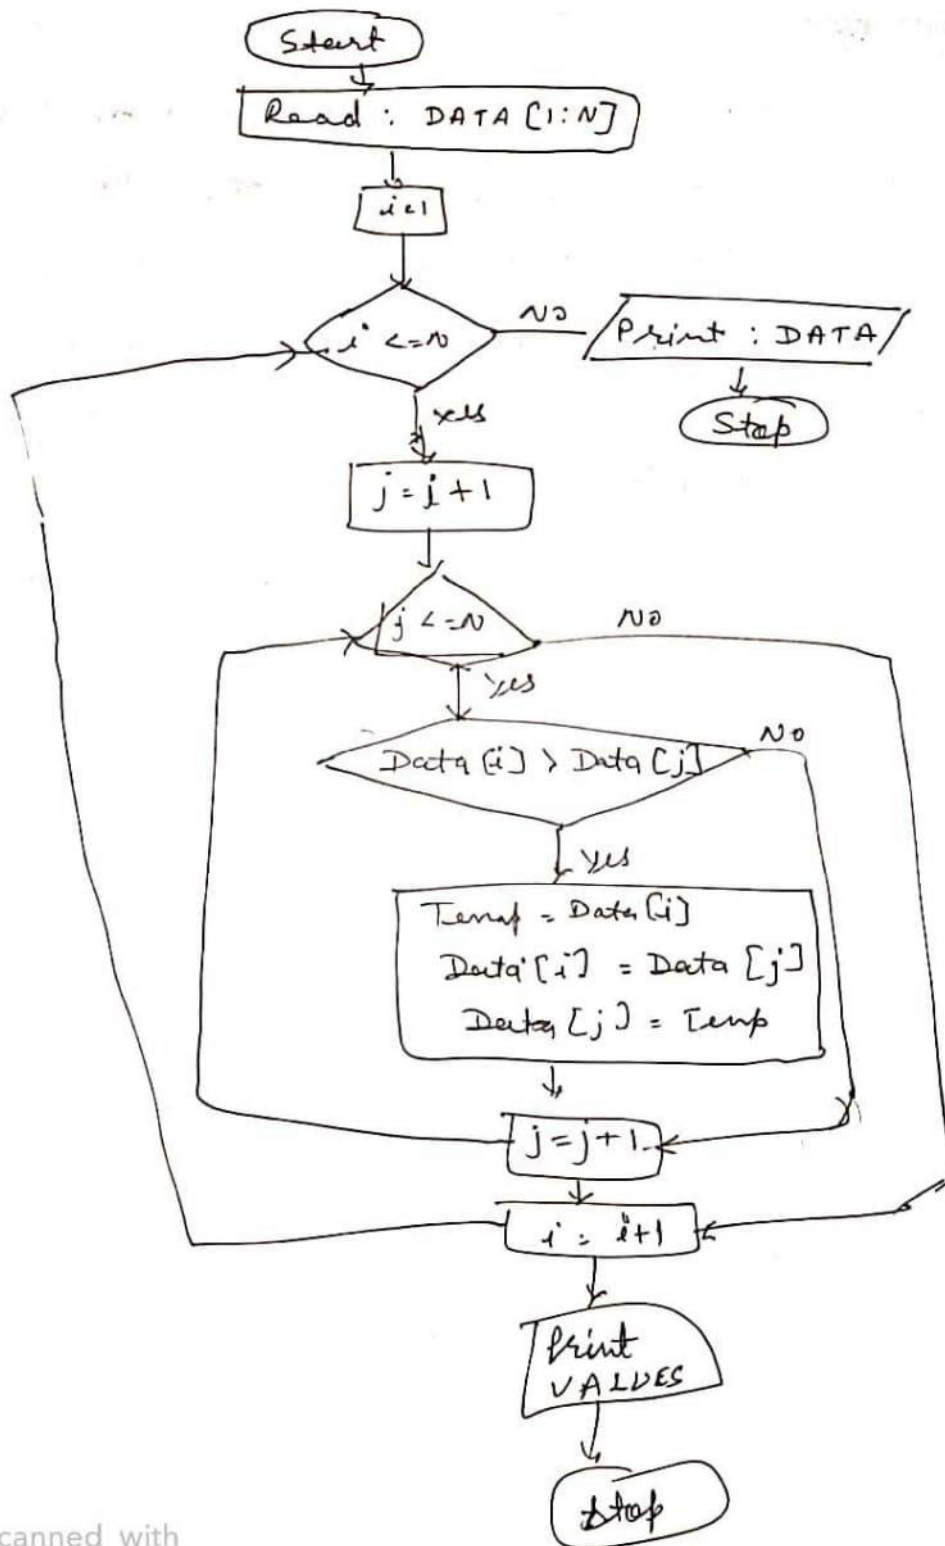 Start
Read : DATA [1:N]
i=1
i <=N
No
Print : DATA
Stop
yes
j = i + 1
j <=N
No
Yes
Data [i] > Data [j]
No
Yes
Temp = Data [i]
Data [i] = Data [j]
Data [j] = Temp
j = j + 1
i = i + 1
Print
VALUES
Stop
canned with